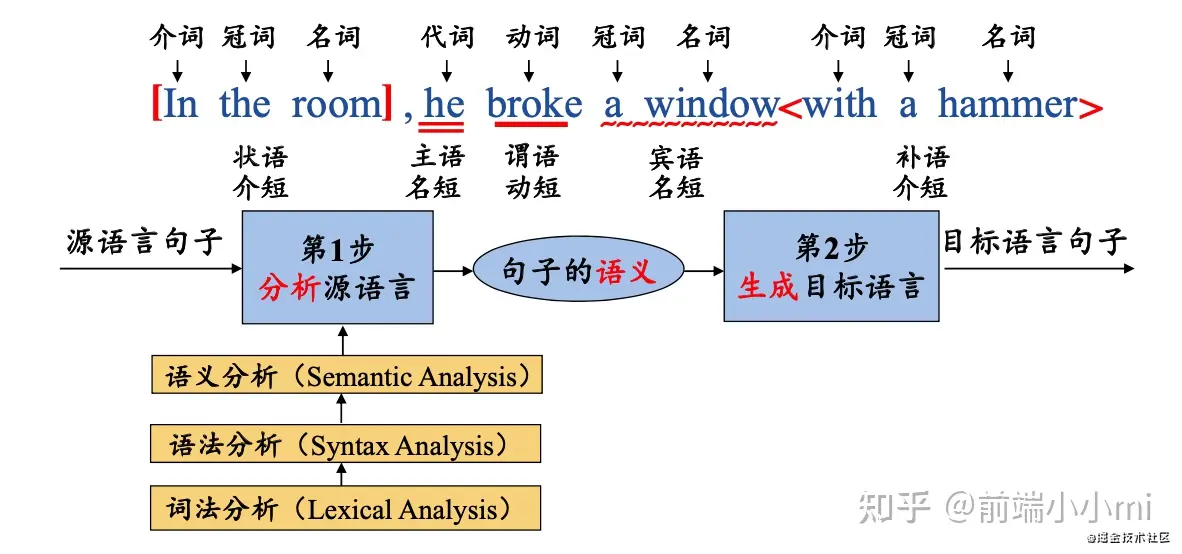 介词 冠词 名词 代词 动词 冠词 名词 介词 冠词 名词
[In the room] , he broke a window<with a hammer>
状语 主语 谓语 宾语 补语
介短 名短 动短 名短 介短
源语言句子
第1步
分析源语言
句子的语义
第2步
生成目标语言
目标语言句子
语义分析（Semantic Analysis）
语法分析（Syntax Analysis）
词法分析（Lexical Analysis）
知乎 @前端小小mi
@掘金技术社区